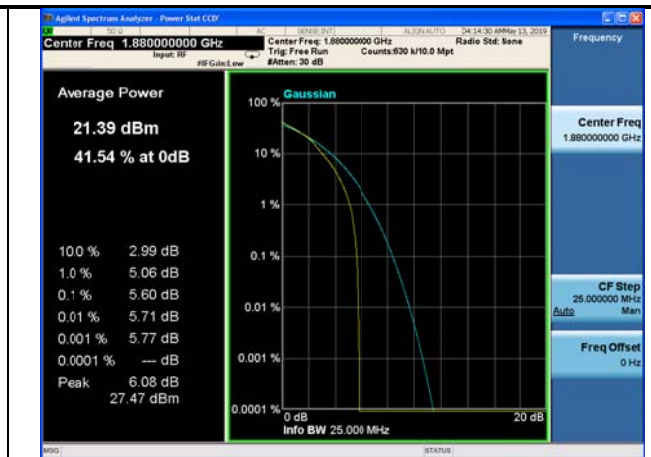 Agilent Spectrum Analyzer - Power Stat CCDF
50 Ω AC SENSE:INT ALIGN AUTO 04:14:30 AM May 13, 2019
Center Freq 1.880000000 GHz
Input: RF
#IFGain:Low
Center Freq: 1.880000000 GHz
Radio Std: None
Trig: Free Run
Counts:630 k/10.0 Mpt
#Atten: 30 dB
Frequency
Average Power
21.39 dBm
41.54 % at 0dB
10.0 % 2.99 dB
1.0 % 5.06 dB
0.1 % 5.60 dB
0.01 % 5.71 dB
0.001 % 5.77 dB
0.0001 % --- dB
Peak 6.08 dB
27.47 dBm
Gaussian
100 %
10 %
1 %
0.1 %
0.01 %
0.001 %
0.0001 %
0 dB
20 dB
Info BW 25.000 MHz
Center Freq
1.880000000 GHz
CF Step
25.000000 MHz
Auto Man
Freq Offset
0 Hz
MSG
STATUS